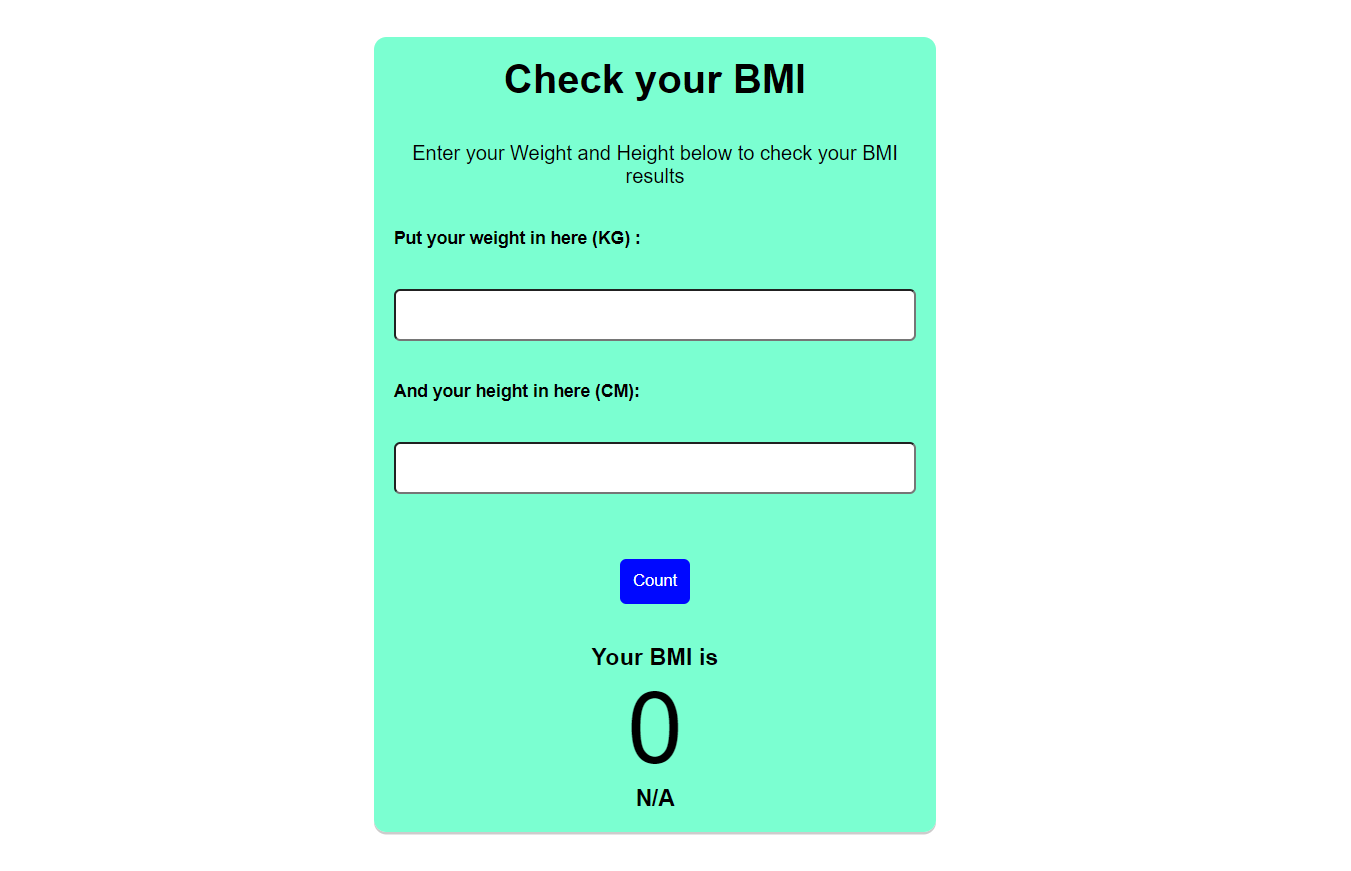 Check your BMI
Enter your Weight and Height below to check your BMI
results
Put your weight in here (KG) :
And your height in here (CM):
Count
Your BMI is
0
N/A